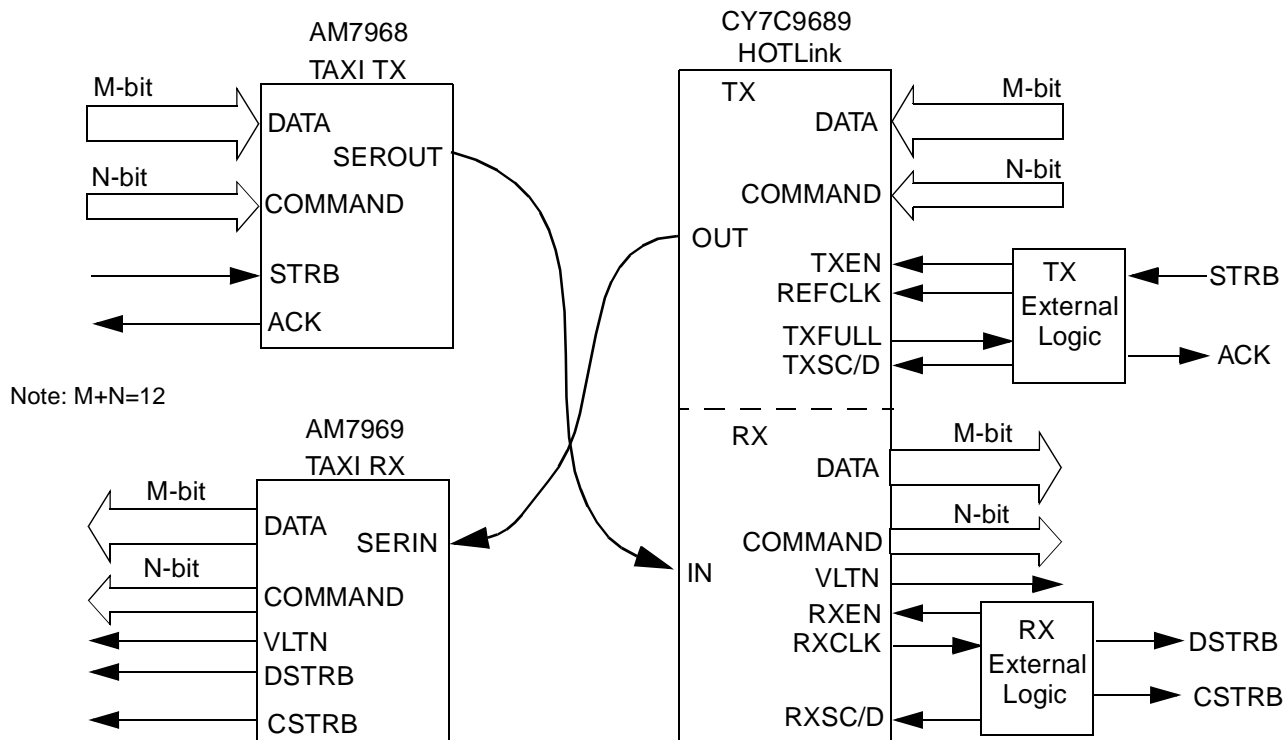 AM7968
TAXI TX
M-bit
DATA
SEROUT
N-bit
COMMAND
STRB
ACK
Note: M+N=12
AM7969
TAXI RX
M-bit
DATA
SERIN
N-bit
COMMAND
VLTN
DSTRB
CSTRB
CY7C9689
HOTLink
TX
M-bit
DATA
N-bit
COMMAND
OUT
TXEN
REFCLK
TXFULL
TXSC/D
TX
External
Logic
STRB
ACK
RX
M-bit
DATA
N-bit
COMMAND
IN
VLTN
RXEN
RXCLK
RXSC/D
RX
External
Logic
DSTRB
CSTRB